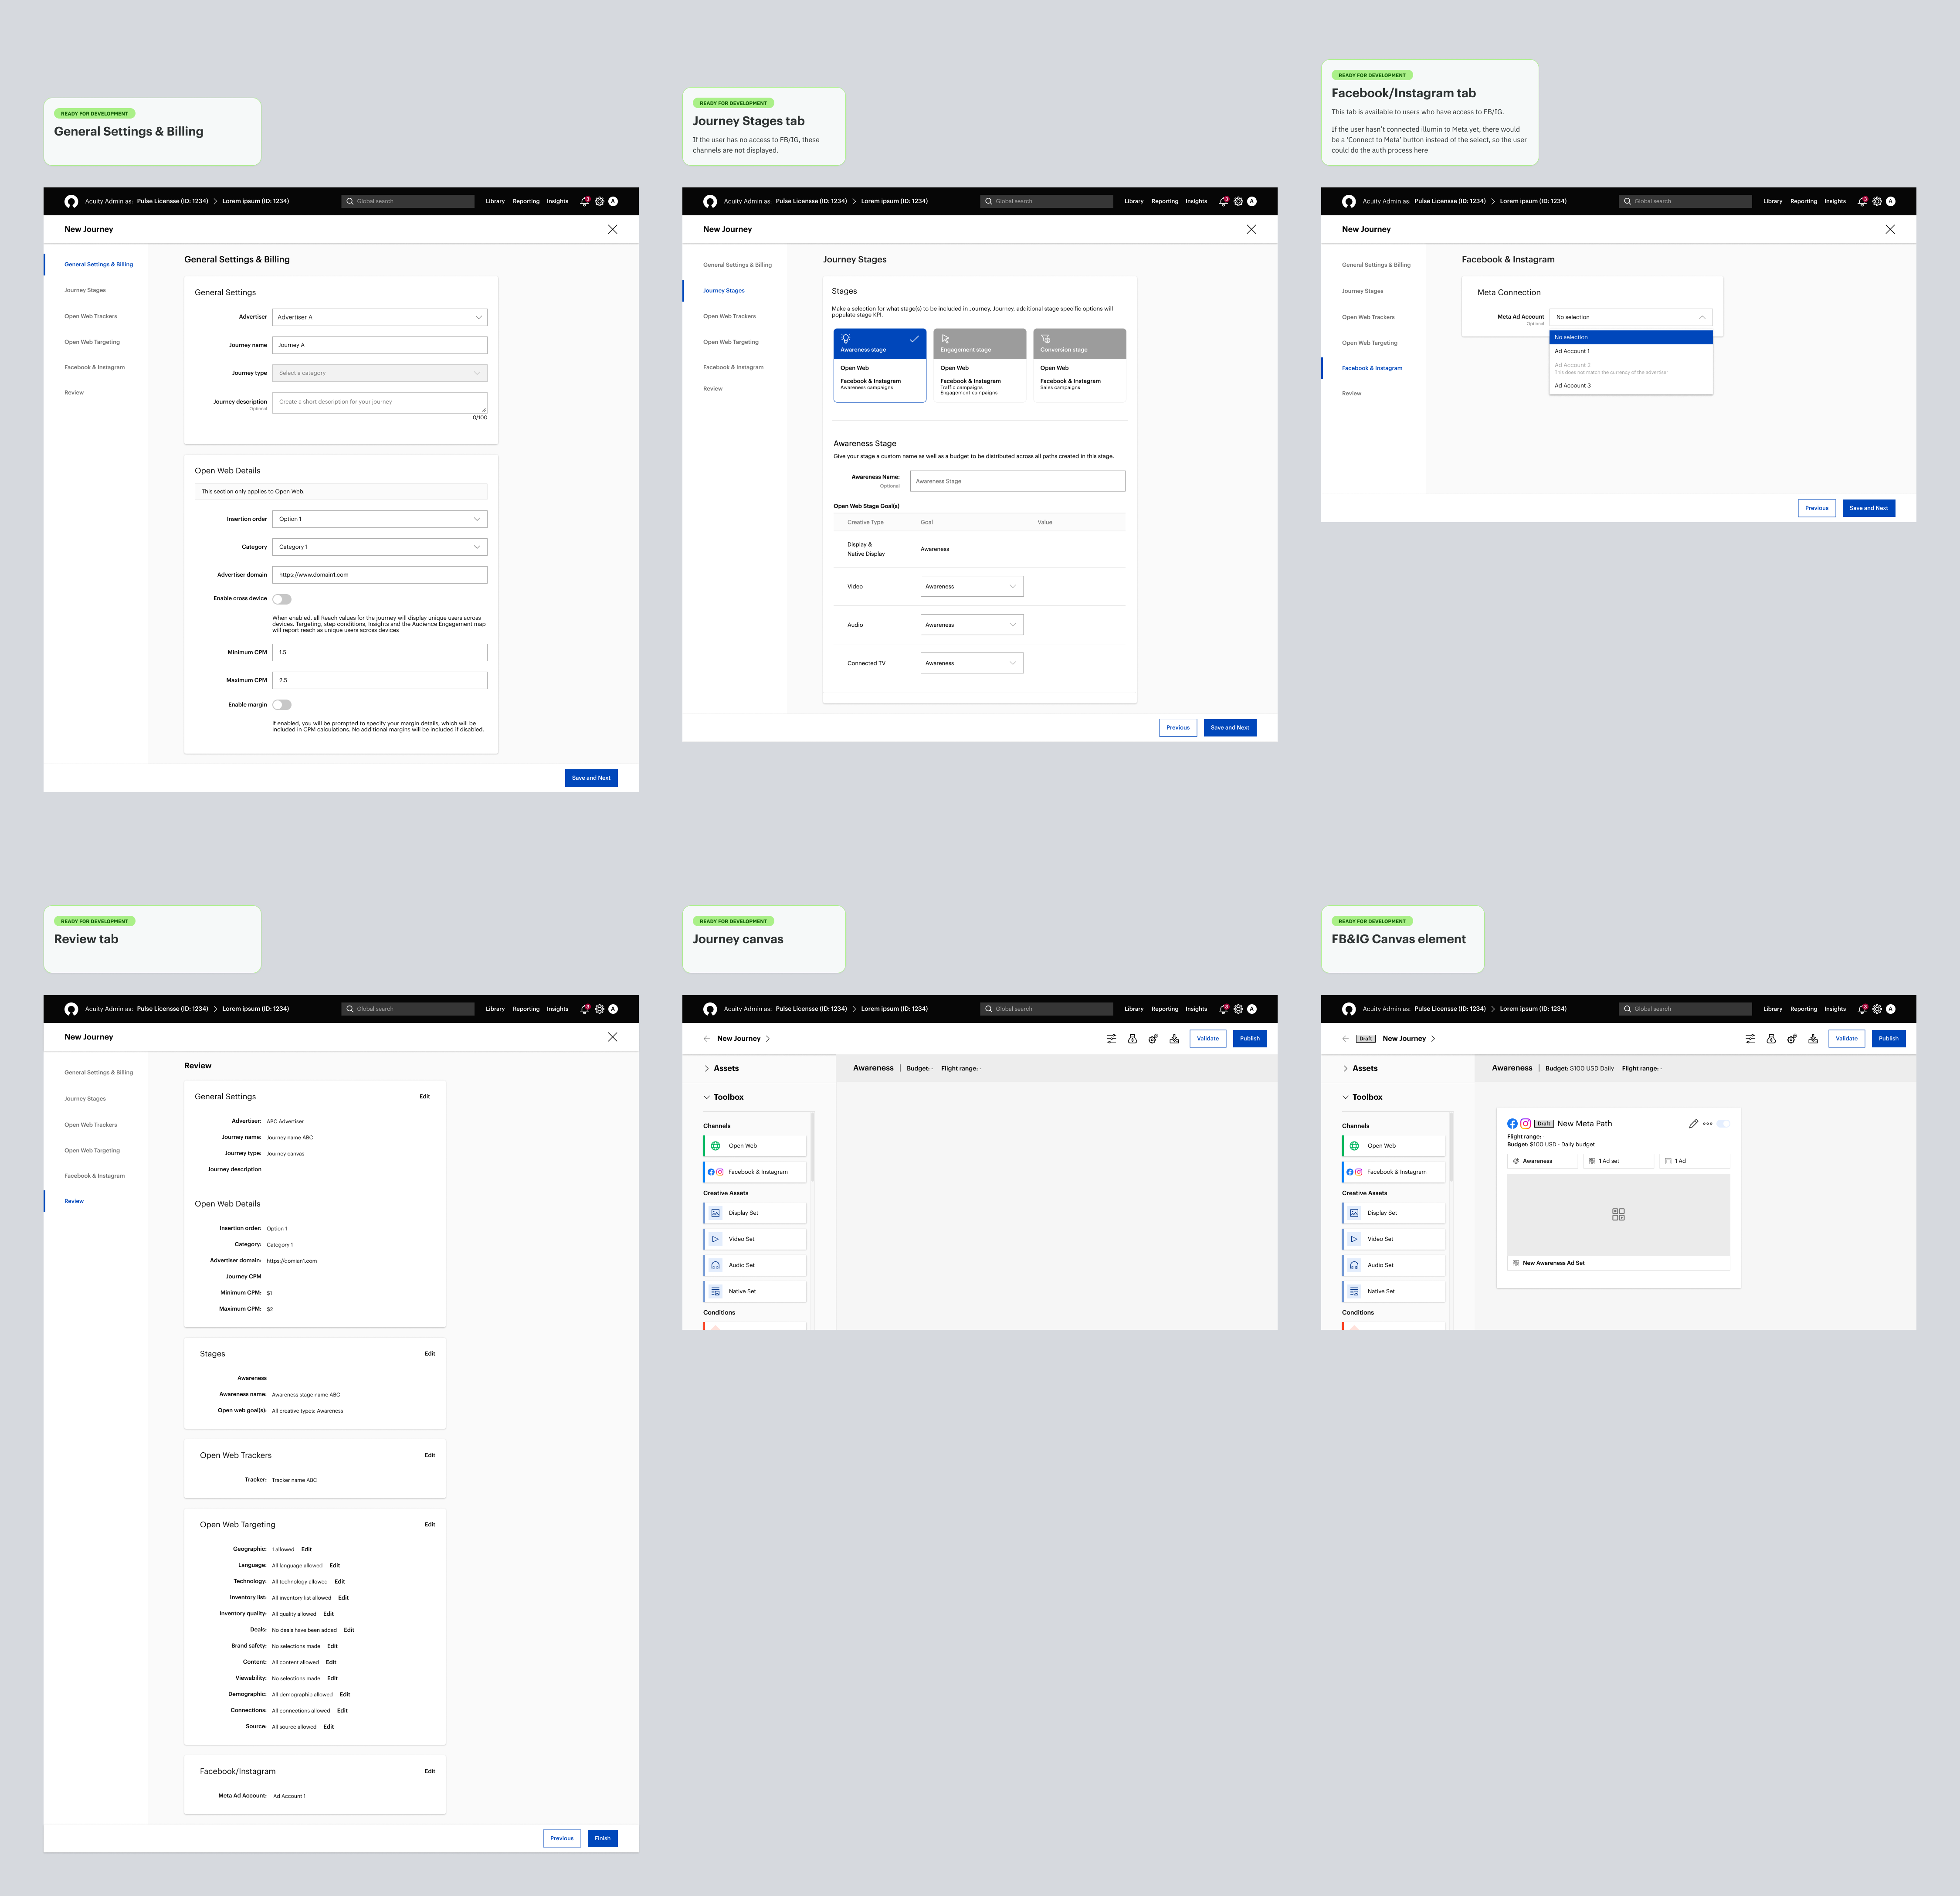 READY FOR DEVELOPMENT
General Settings & Billing
READY FOR DEVELOPMENT
Journey Stages tab
If the user has no access to FB/IG, these
channels are not displayed.
READY FOR DEVELOPMENT
Facebook/Instagram tab
This tab is available to users who have access to FB/IG.
If the user hasn't connected illumin to Meta yet, there would
be a 'Connect to Meta' button instead of the select, so the user
could do the auth process here
Acuity Admin as: Pulse Licensse (ID: 1234) Lorem ipsum (ID: 1234)
Global search
Library Reporting Insights
A
New Journey
General Settings & Billing
Journey Stages
Open Web Trackers
Open Web Targeting
Facebook & Instagram
Review
General Settings & Billing
General Settings
Advertiser Advertiser A
Journey name Journey A
Journey type Select a category
Journey description Create a short description for your journey
Optional
0/100
Open Web Details
This section only applies to Open Web.
Insertion order Option 1
Category Category 1
Advertiser domain https://www.domain1.com
Enable cross device
When enabled, all Reach values for the journey will display unique users across
devices. Targeting, step conditions, Insights and the Audience Engagement map
will report reach as unique users across devices
Minimum CPM 1.5
Maximum CPM 2.5
Enable margin
If enabled, you will be prompted to specify your margin details, which will be
included in CPM calculations. No additional margins will be included if disabled.
Save and Next
Acuity Admin as: Pulse Licensse (ID: 1234) Lorem ipsum (ID: 1234)
Global search
Library Reporting Insights
A
New Journey
General Settings & Billing
Journey Stages
Open Web Trackers
Open Web Targeting
Facebook & Instagram
Review
Journey Stages
Stages
Make a selection for what stage(s) to be included in Journey, Journey, additional stage specific options will
populate stage KPI.
Awareness stage
Open Web
Facebook & Instagram
Awareness campaigns
Engagement stage
Open Web
Facebook & Instagram
Traffic campaigns
Engagement campaigns
Conversion stage
Open Web
Facebook & Instagram
Sales campaigns
Awareness Stage
Give your stage a custom name as well as a budget to be distributed across all paths created in this stage.
Awareness Name: Awareness Stage
Optional
Open Web Stage Goal(s)
Creative Type Goal Value
Display &
Native Display
Awareness
Video Awareness
Audio Awareness
Connected TV Awareness
Previous Save and Next
Acuity Admin as: Pulse Licensse (ID: 1234) Lorem ipsum (ID: 1234)
Global search
Library Reporting Insights
A
New Journey
General Settings & Billing
Journey Stages
Open Web Trackers
Open Web Targeting
Facebook & Instagram
Review
Facebook & Instagram
Meta Connection
Meta Ad Account No selection
Optional
No selection
Ad Account 1
Ad Account 2
This does not match the currency of the advertiser
Ad Account 3
Previous Save and Next
READY FOR DEVELOPMENT
Review tab
READY FOR DEVELOPMENT
Journey canvas
READY FOR DEVELOPMENT
FB&IG Canvas element
Acuity Admin as: Pulse Licensse (ID: 1234) Lorem ipsum (ID: 1234)
Global search
Library Reporting Insights
A
New Journey
General Settings & Billing
Journey Stages
Open Web Trackers
Open Web Targeting
Facebook & Instagram
Review
Review
General Settings Edit
Advertiser: ABC Advertiser
Journey name: Journey name ABC
Journey type: Journey canvas
Journey description
Open Web Details
Insertion order: Option 1
Category: Category 1
Advertiser domain: https://domian1.com
Journey CPM
Minimum CPM: $1
Maximum CPM: $2
Stages Edit
Awareness
Awareness name: Awareness stage name ABC
Open web goal(s): All creative types: Awareness
Open Web Trackers Edit
Tracker: Tracker name ABC
Open Web Targeting Edit
Geographic: 1 allowed Edit
Language: All language allowed Edit
Technology: All technology allowed Edit
Inventory list: All inventory list allowed Edit
Inventory quality: All quality allowed Edit
Deals: No deals have been added Edit
Brand safety: No selections made Edit
Content: All content allowed Edit
Viewability: No selections made Edit
Demographic: All demographic allowed Edit
Connections: All connections allowed Edit
Source: All source allowed Edit
Facebook/Instagram Edit
Meta Ad Account: Ad Account 1
Previous Finish
Acuity Admin as: Pulse Licensse (ID: 1234) Lorem ipsum (ID: 1234)
Global search
Library Reporting Insights
A
New Journey
Validate Publish
Assets
Toolbox
Channels
Open Web
Facebook & Instagram
Creative Assets
Display Set
Video Set
Audio Set
Native Set
Conditions
Awareness Budget: - Flight range: -
Acuity Admin as: Pulse Licensse (ID: 1234) Lorem ipsum (ID: 1234)
Global search
Library Reporting Insights
A
Draft New Journey
Validate Publish
Assets
Toolbox
Channels
Open Web
Facebook & Instagram
Creative Assets
Display Set
Video Set
Audio Set
Native Set
Conditions
Awareness Budget: $100 USD Daily Flight range: -
Draft New Meta Path
Flight range: -
Budget: $100 USD - Daily budget
Awareness 1 Ad set 1 Ad
New Awareness Ad Set